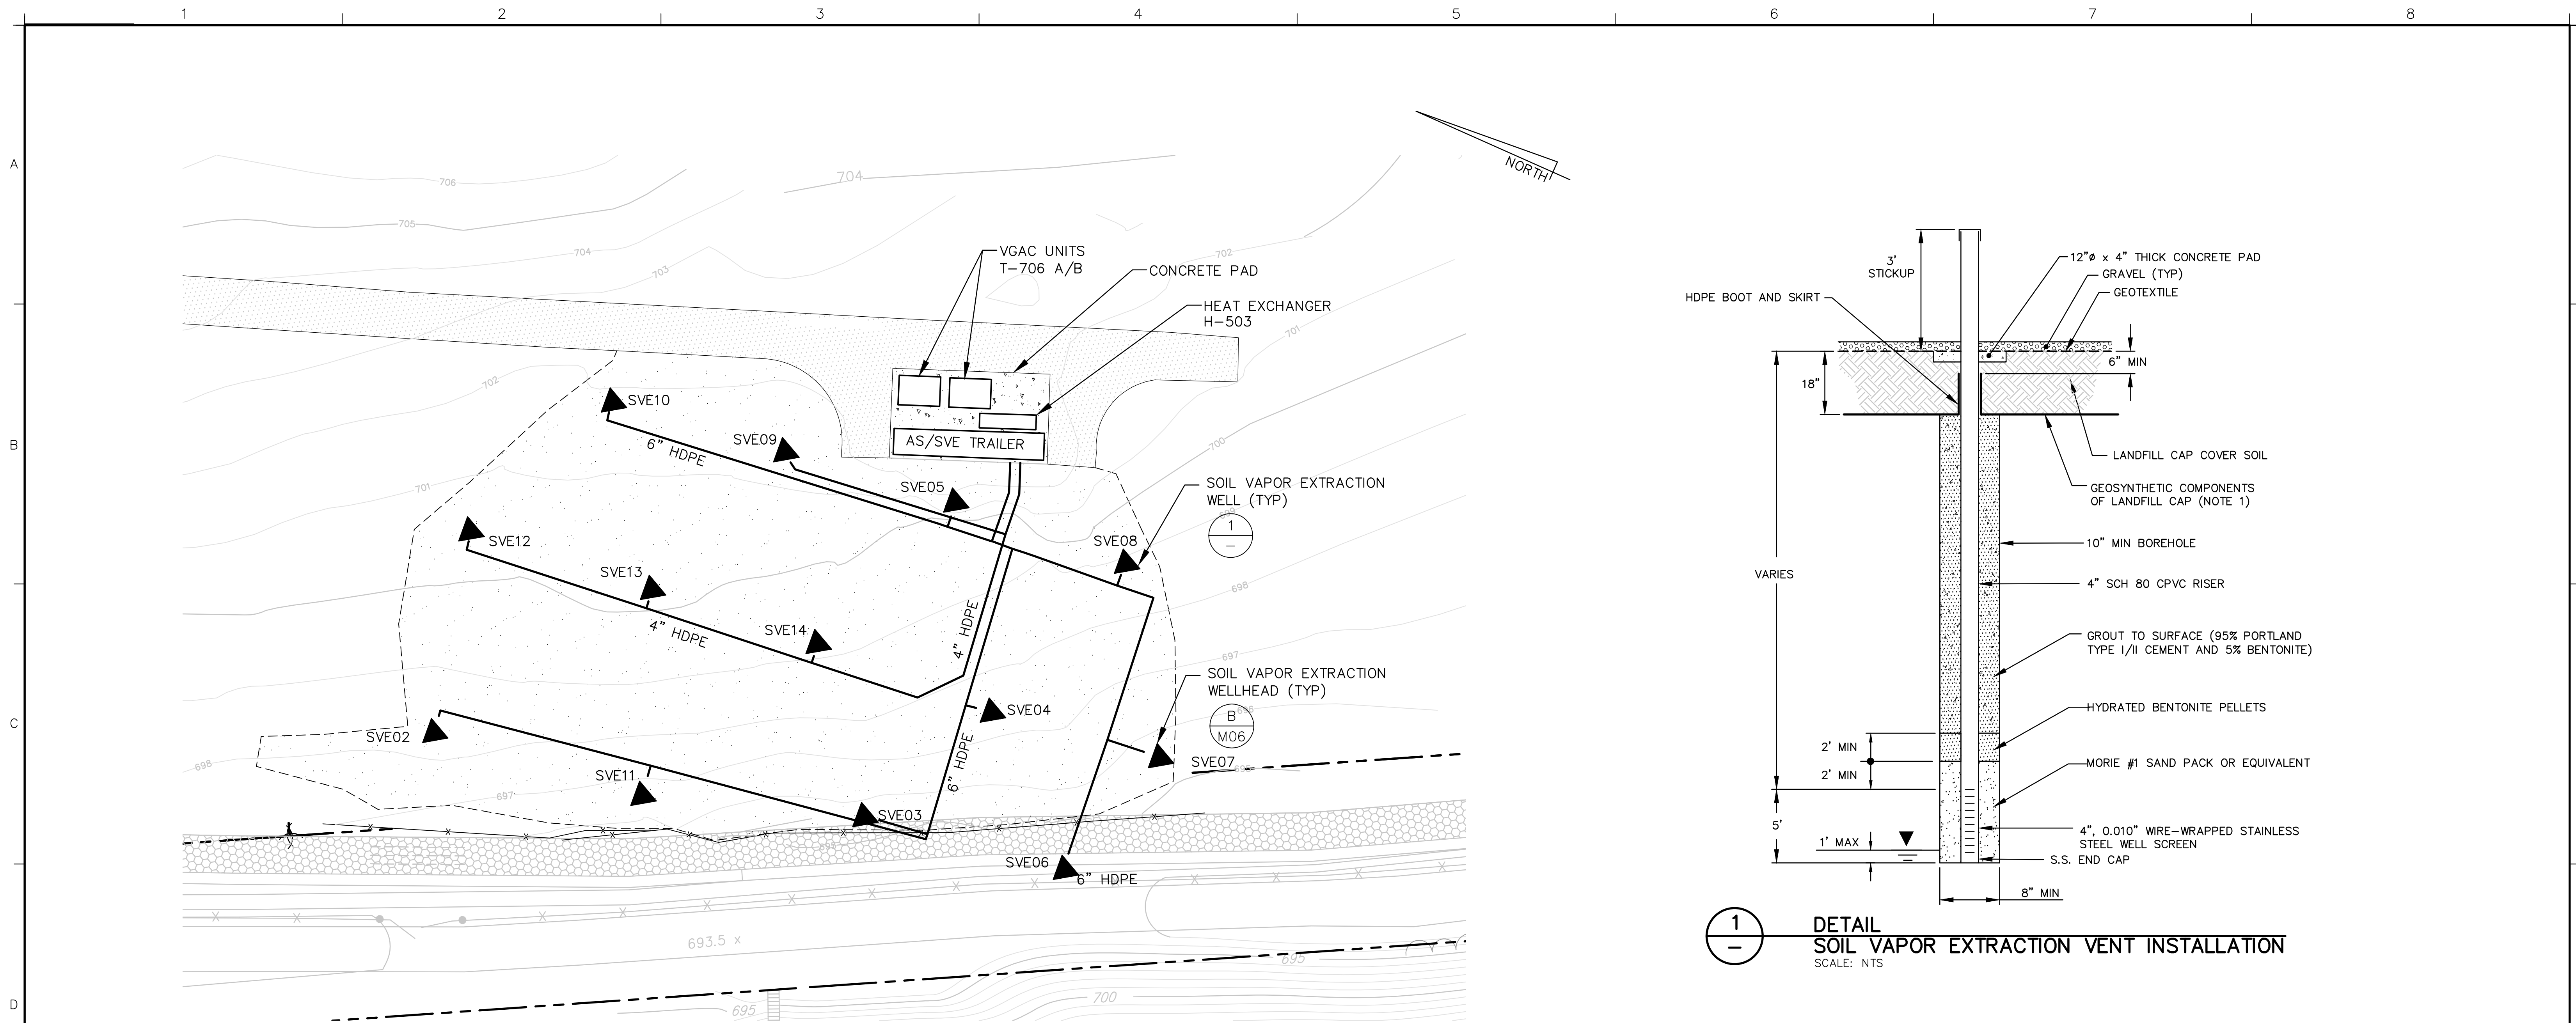 1 2 3 4 5 6 7 8
A
B
C
D
706
704
705
704
703
702
NORTH
VGAC UNITS
T-706 A/B
CONCRETE PAD
HEAT EXCHANGER
H-503
701
702
SVE10
6" HDPE
SVE09
AS/SVE TRAILER
700
701
SVE05
SOIL VAPOR EXTRACTION
WELL (TYP)
1
-
699
SVE12
SVE08
SVE13
4" HDPE
698
SVE14
4" HDPE
697
SOIL VAPOR EXTRACTION
WELLHEAD (TYP)
B
M06
696
SVE04
SVE02
6" HDPE
SVE07
695
698
SVE11
697
SVE03
695
SVE06
6" HDPE
693.5 x
695
700
695
3'
STICKUP
12"ø x 4" THICK CONCRETE PAD
GRAVEL (TYP)
GEOTEXTILE
HDPE BOOT AND SKIRT
6" MIN
18"
LANDFILL CAP COVER SOIL
GEOSYNTHETIC COMPONENTS
OF LANDFILL CAP (NOTE 1)
10" MIN BOREHOLE
VARIES
4" SCH 80 CPVC RISER
GROUT TO SURFACE (95% PORTLAND
TYPE I/II CEMENT AND 5% BENTONITE)
HYDRATED BENTONITE PELLETS
2' MIN
2' MIN
MORIE #1 SAND PACK OR EQUIVALENT
5'
1' MAX
4", 0.010" WIRE-WRAPPED STAINLESS
STEEL WELL SCREEN
S.S. END CAP
8" MIN
1
-
DETAIL
SOIL VAPOR EXTRACTION VENT INSTALLATION
SCALE: NTS